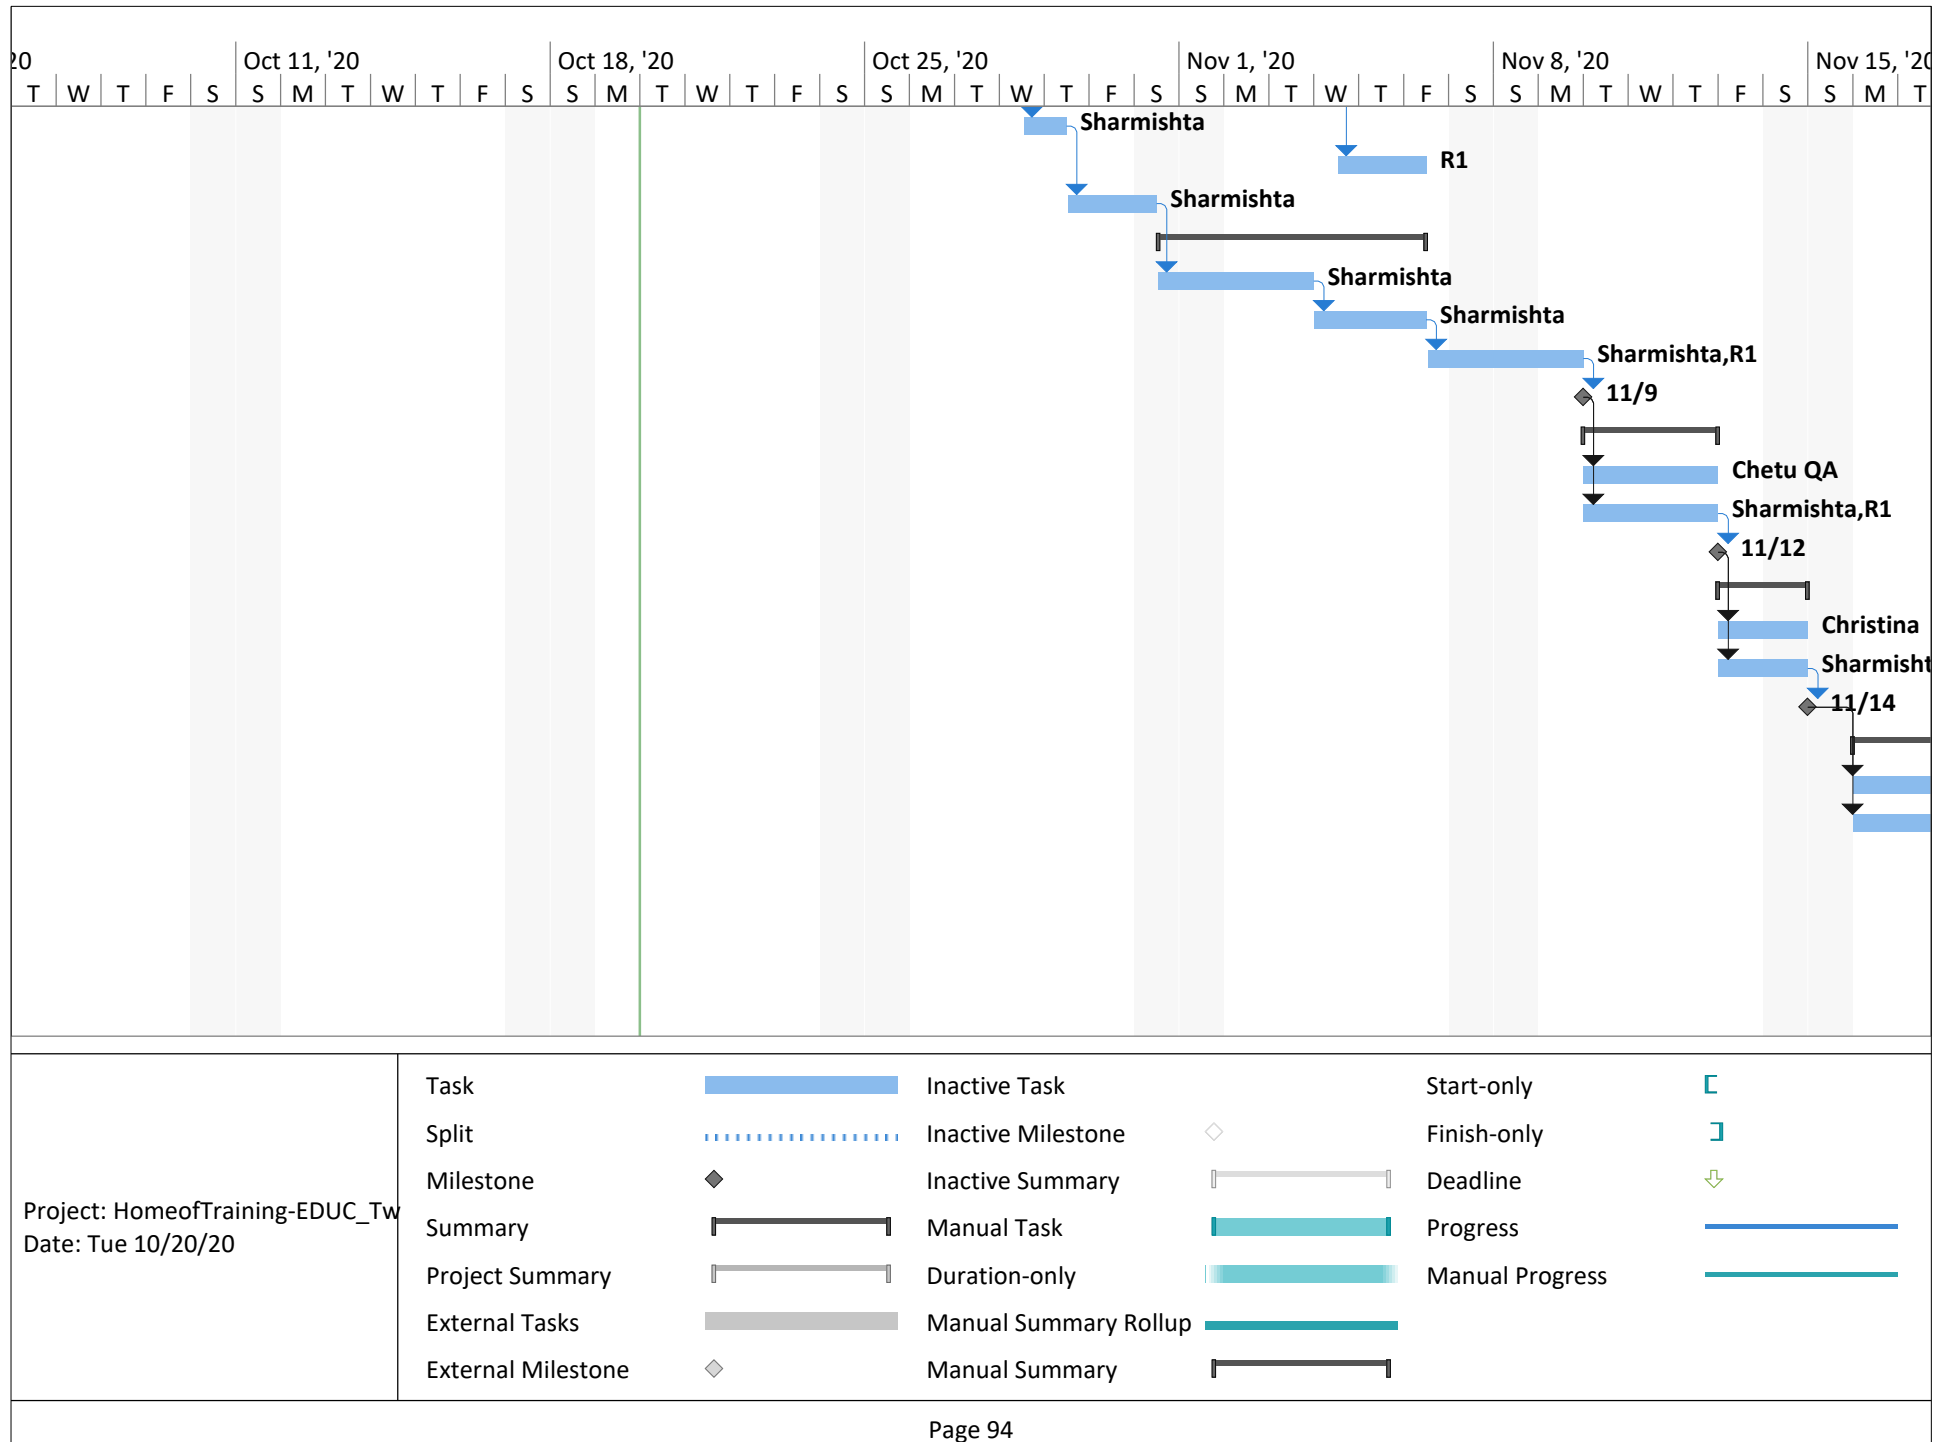 20 Oct 11, '20 Oct 18, '20 Oct 25, '20 Nov 1, '20 Nov 8, '20 Nov 15, '20
T W T F S S M T W T F S S M T W T F S S M T W T F S S M T W T F S S M T W T F S S M T
Sharmishta
R1
Sharmishta
Sharmishta
Sharmishta
Sharmishta,R1
11/9
Chetu QA
Sharmishta,R1
11/12
Christina
Sharmisht
11/14
Project: HomeofTraining-EDUC_Tw
Date: Tue 10/20/20
Task
Split
Milestone
Summary
Project Summary
External Tasks
External Milestone
Inactive Task
Inactive Milestone
Inactive Summary
Manual Task
Duration-only
Manual Summary Rollup
Manual Summary
Start-only
Finish-only
Deadline
Progress
Manual Progress
Page 94